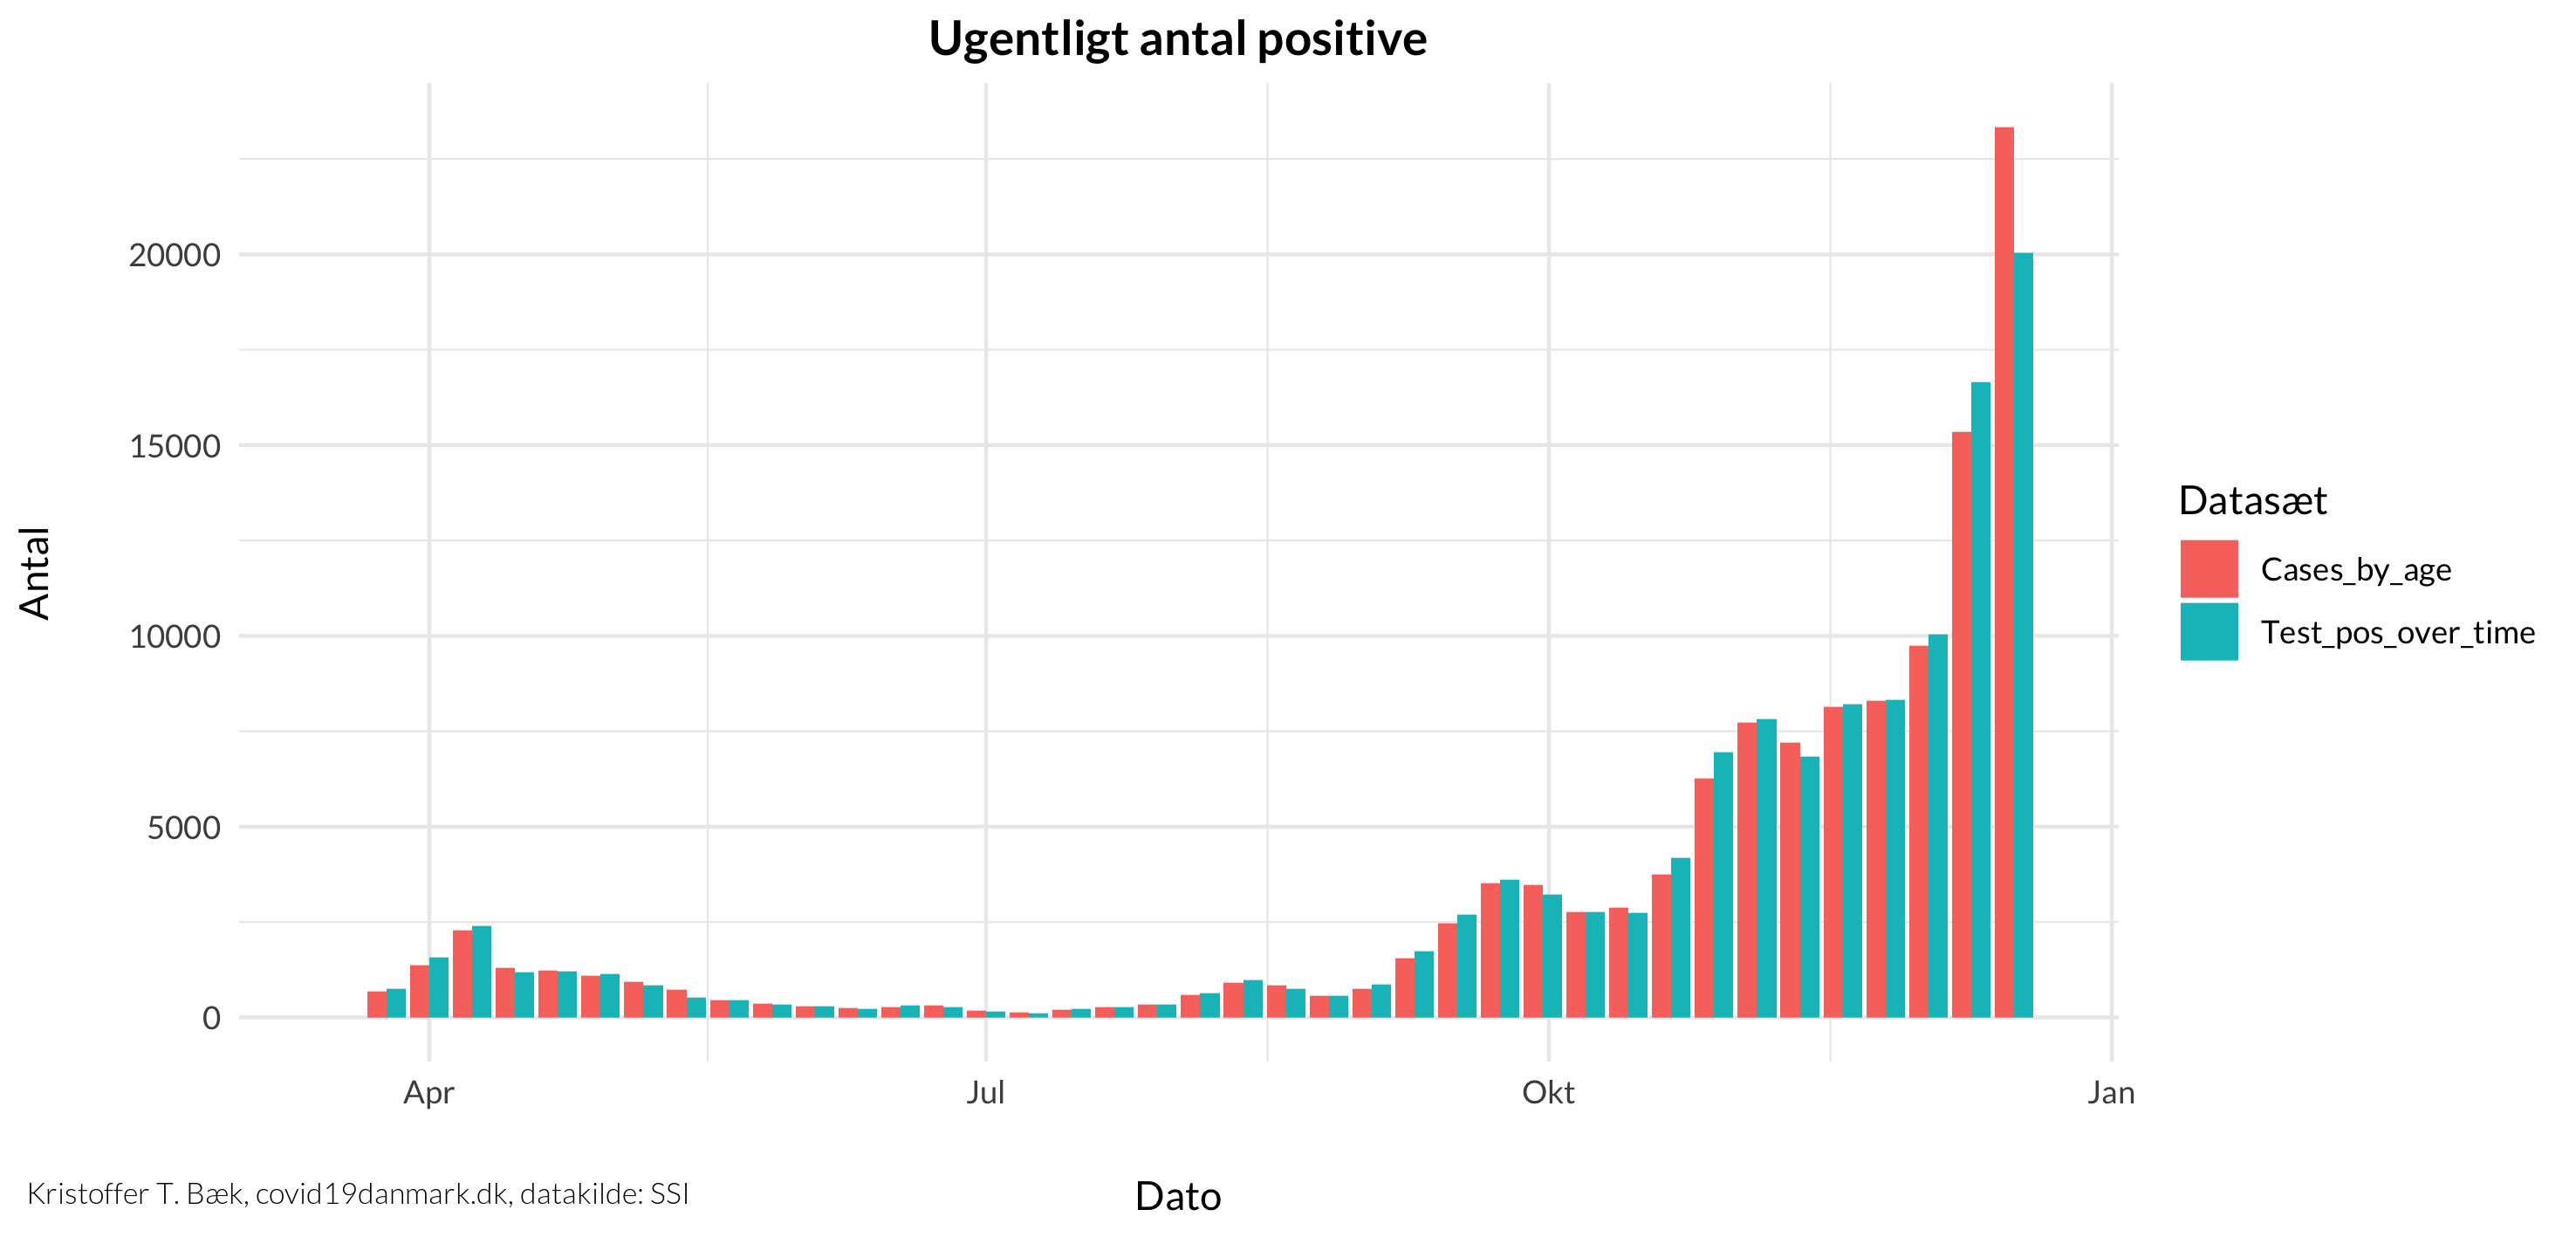 Ugentligt antal positive
Antal
20000
15000
10000
5000
0
Apr
Jul
Okt
Jan
Dato
Datasæt
Cases_by_age
Test_pos_over_time
Kristoffer T. Bæk, covid19danmark.dk, datakilde: SSI